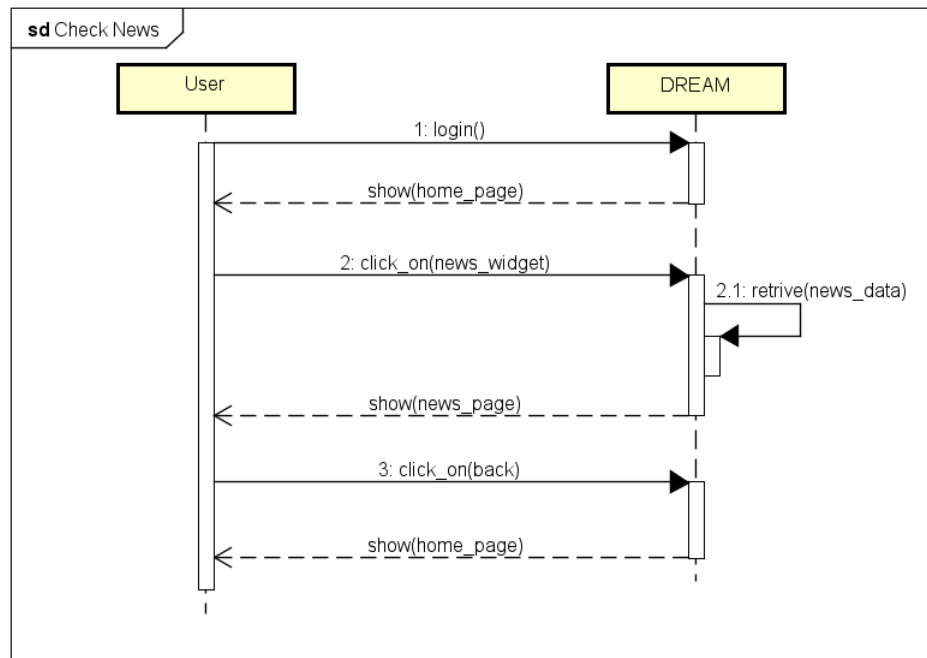 sd Check News
User
DREAM
1: login()
show(home_page)
2: click_on(news_widget)
2.1: retrive(news_data)
show(news_page)
3: click_on(back)
show(home_page)